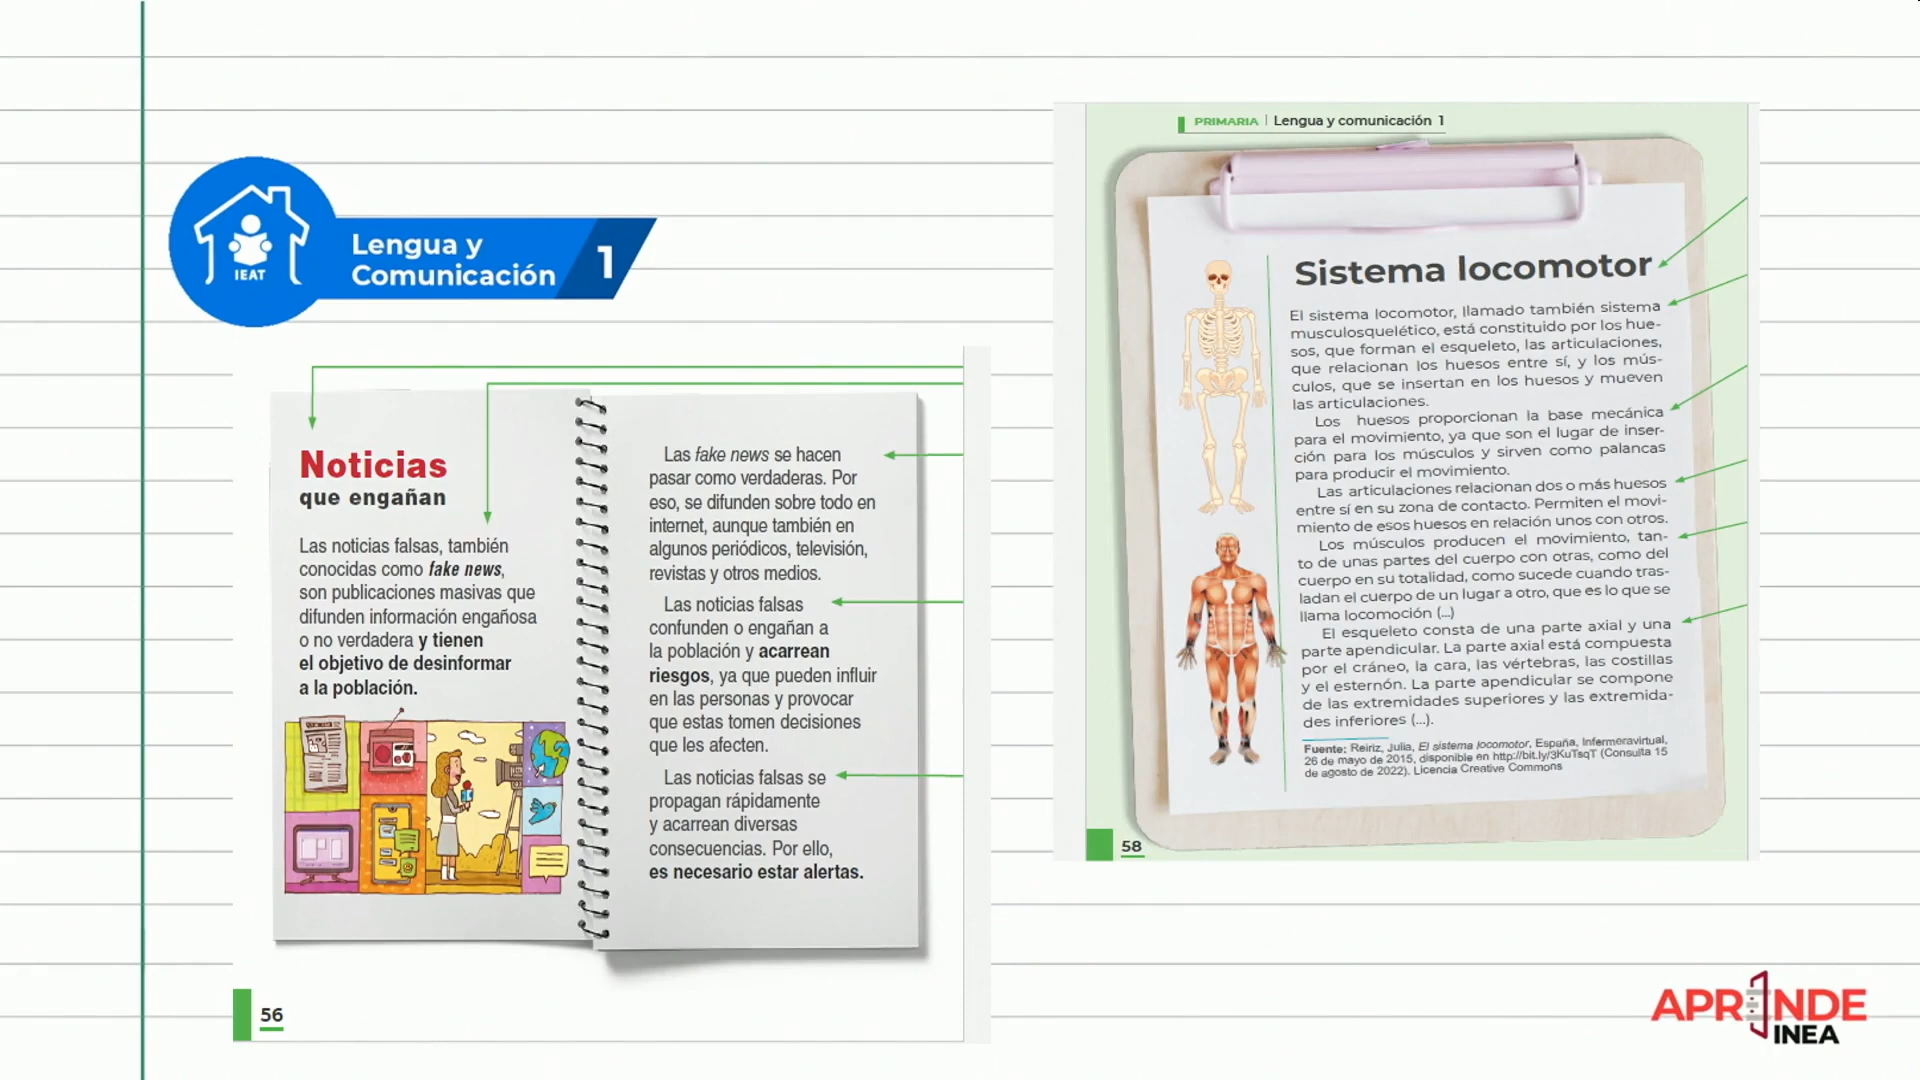 IEAT
Lengua y
Comunicación
1
Noticias
que engañan
Las noticias falsas, también
conocidas como fake news,
son publicaciones masivas que
difunden información engañosa
o no verdadera y tienen
el objetivo de desinformar
a la población.
Las fake news se hacen
pasar como verdaderas. Por
eso, se difunden sobre todo en
internet, aunque también en
algunos periódicos, televisión,
revistas y otros medios.
Las noticias falsas
confunden o engañan a
la población y acarrean
riesgos, ya que pueden influir
en las personas y provocar
que estas tomen decisiones
que les afecten.
Las noticias falsas se
propagan rápidamente
y acarrean diversas
consecuencias. Por ello,
es necesario estar alertas.
56
PRIMARIA | Lengua y comunicación 1
Sistema locomotor
El sistema locomotor, llamado también sistema
musculosquelético, está constituido por los hue-
sos, que forman el esqueleto, las articulaciones,
que relacionan los huesos entre sí, y los mús-
culos, que se insertan en los huesos y mueven
las articulaciones.
Los huesos proporcionan la base mecánica
para el movimiento, ya que son el lugar de inser-
ción para los músculos y sirven como palancas
para producir el movimiento.
Las articulaciones relacionan dos o más huesos
entre sí en su zona de contacto. Permiten el movi-
miento de esos huesos en relación unos con otros.
Los músculos producen el movimiento, tan-
to de unas partes del cuerpo con otras, como del
cuerpo en su totalidad, como sucede cuando tras-
ladan el cuerpo de un lugar a otro, que es lo que se
llama locomoción (...)
El esqueleto consta de una parte axial y una
parte apendicular. La parte axial está compuesta
por el cráneo, la cara, las vértebras, las costillas
y el esternón. La parte apendicular se compone
de las extremidades superiores y las extremida-
des inferiores (...).
Fuente: Reiriz, Julia, El sistema locomotor, España, Infermeravirtual,
26 de mayo de 2015, disponible en http://bit.ly/3KuTsqT (Consulta 15
de agosto de 2022). Licencia Creative Commons
58
APRENDE
INEA